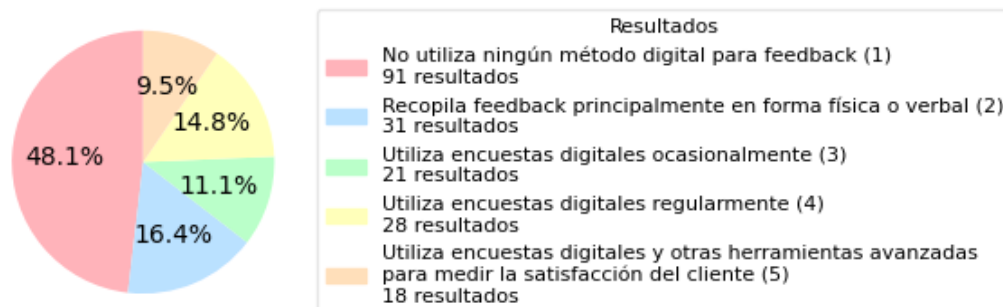 9.5%
14.8%
48.1%
11.1%
16.4%
Resultados
No utiliza ningún método digital para feedback (1)
91 resultados
Recopila feedback principalmente en forma física o verbal (2)
31 resultados
Utiliza encuestas digitales ocasionalmente (3)
21 resultados
Utiliza encuestas digitales regularmente (4)
28 resultados
Utiliza encuestas digitales y otras herramientas avanzadas
para medir la satisfacción del cliente (5)
18 resultados